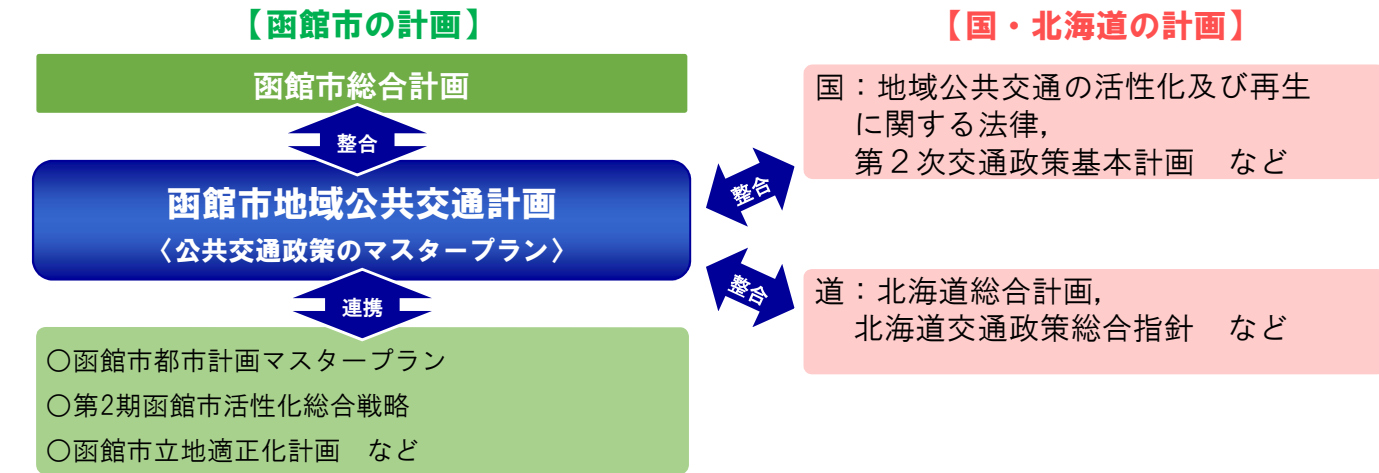 【函館市の計画】
函館市総合計画
整合
函館市地域公共交通計画
〈公共交通政策のマスタープラン〉
連携
○函館市都市計画マスタープラン
○第2期函館市活性化総合戦略
○函館市立地適正化計画　など
【国・北海道の計画】
整合
国：地域公共交通の活性化及び再生
に関する法律，
第２次交通政策基本計画　など
整合
道：北海道総合計画，
北海道交通政策総合指針　など